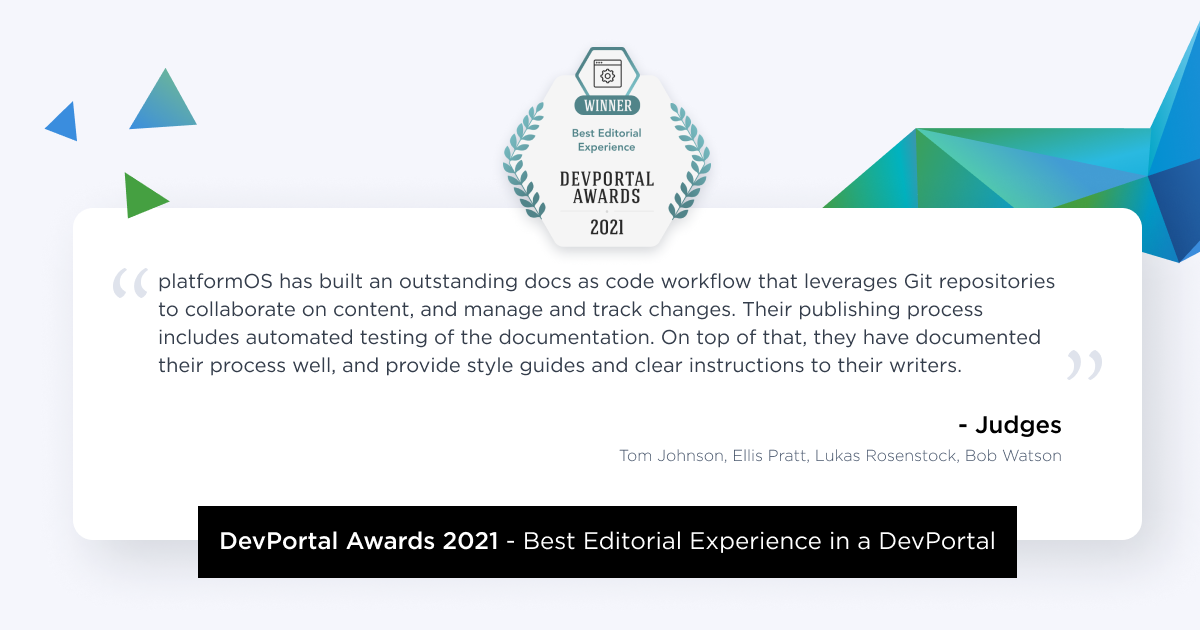 WINNER
Best Editorial
Experience
DEVPORTAL
AWARDS
2021
“ platformOS has built an outstanding docs as code workflow that leverages Git repositories
to collaborate on content, and manage and track changes. Their publishing process
includes automated testing of the documentation. On top of that, they have documented
their process well, and provide style guides and clear instructions to their writers. ”
- Judges
Tom Johnson, Ellis Pratt, Lukas Rosenstock, Bob Watson
DevPortal Awards 2021 - Best Editorial Experience in a DevPortal